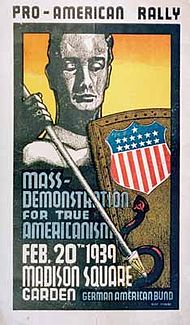 PRO-AMERICAN RALLY
MASS-
DEMONSTRATION
FOR TRUE
AMERICANISM
FEB. 20TH 1939
MADISON SQUARE
GARDEN GERMAN AMERICAN BUND